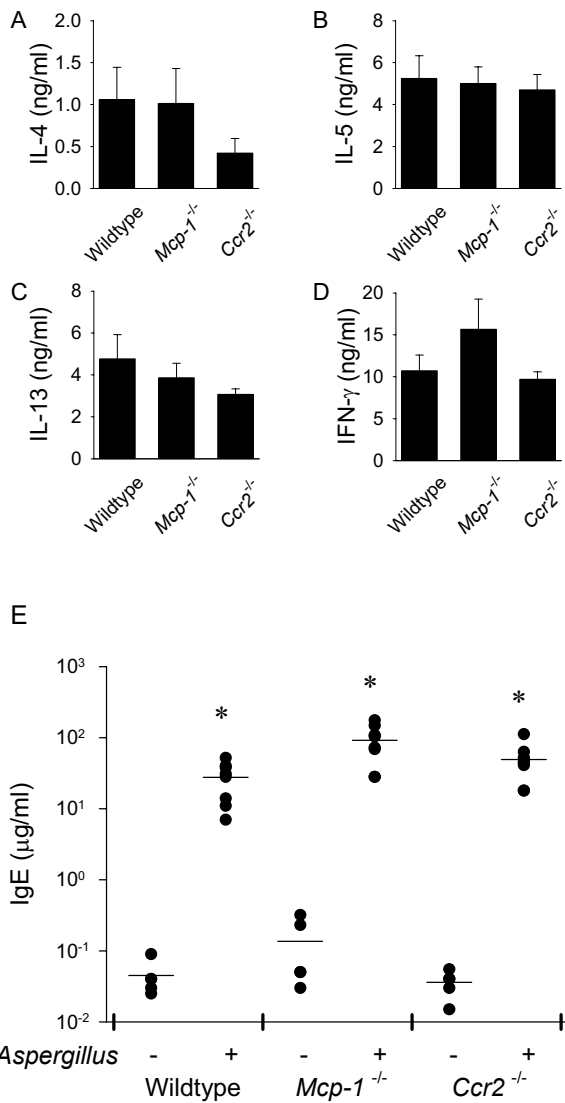 A
IL-4 (ng/ml)
2.0
1.5
1.0
0.5
0.0
Wildtype
Mcp-1-/-
Ccr2-/-
B
IL-5 (ng/ml)
8
6
4
2
0
Wildtype
Mcp-1-/-
Ccr2-/-
C
IL-13 (ng/ml)
8
6
4
2
0
Wildtype
Mcp-1-/-
Ccr2-/-
D
IFN-γ (ng/ml)
20
15
10
5
0
Wildtype
Mcp-1-/-
Ccr2-/-
E
IgE (μg/ml)
10³
10²
10¹
10⁰
10⁻¹
10⁻²
* * *
Aspergillus - + - + - +
Wildtype Mcp-1 -/- Ccr2 -/-